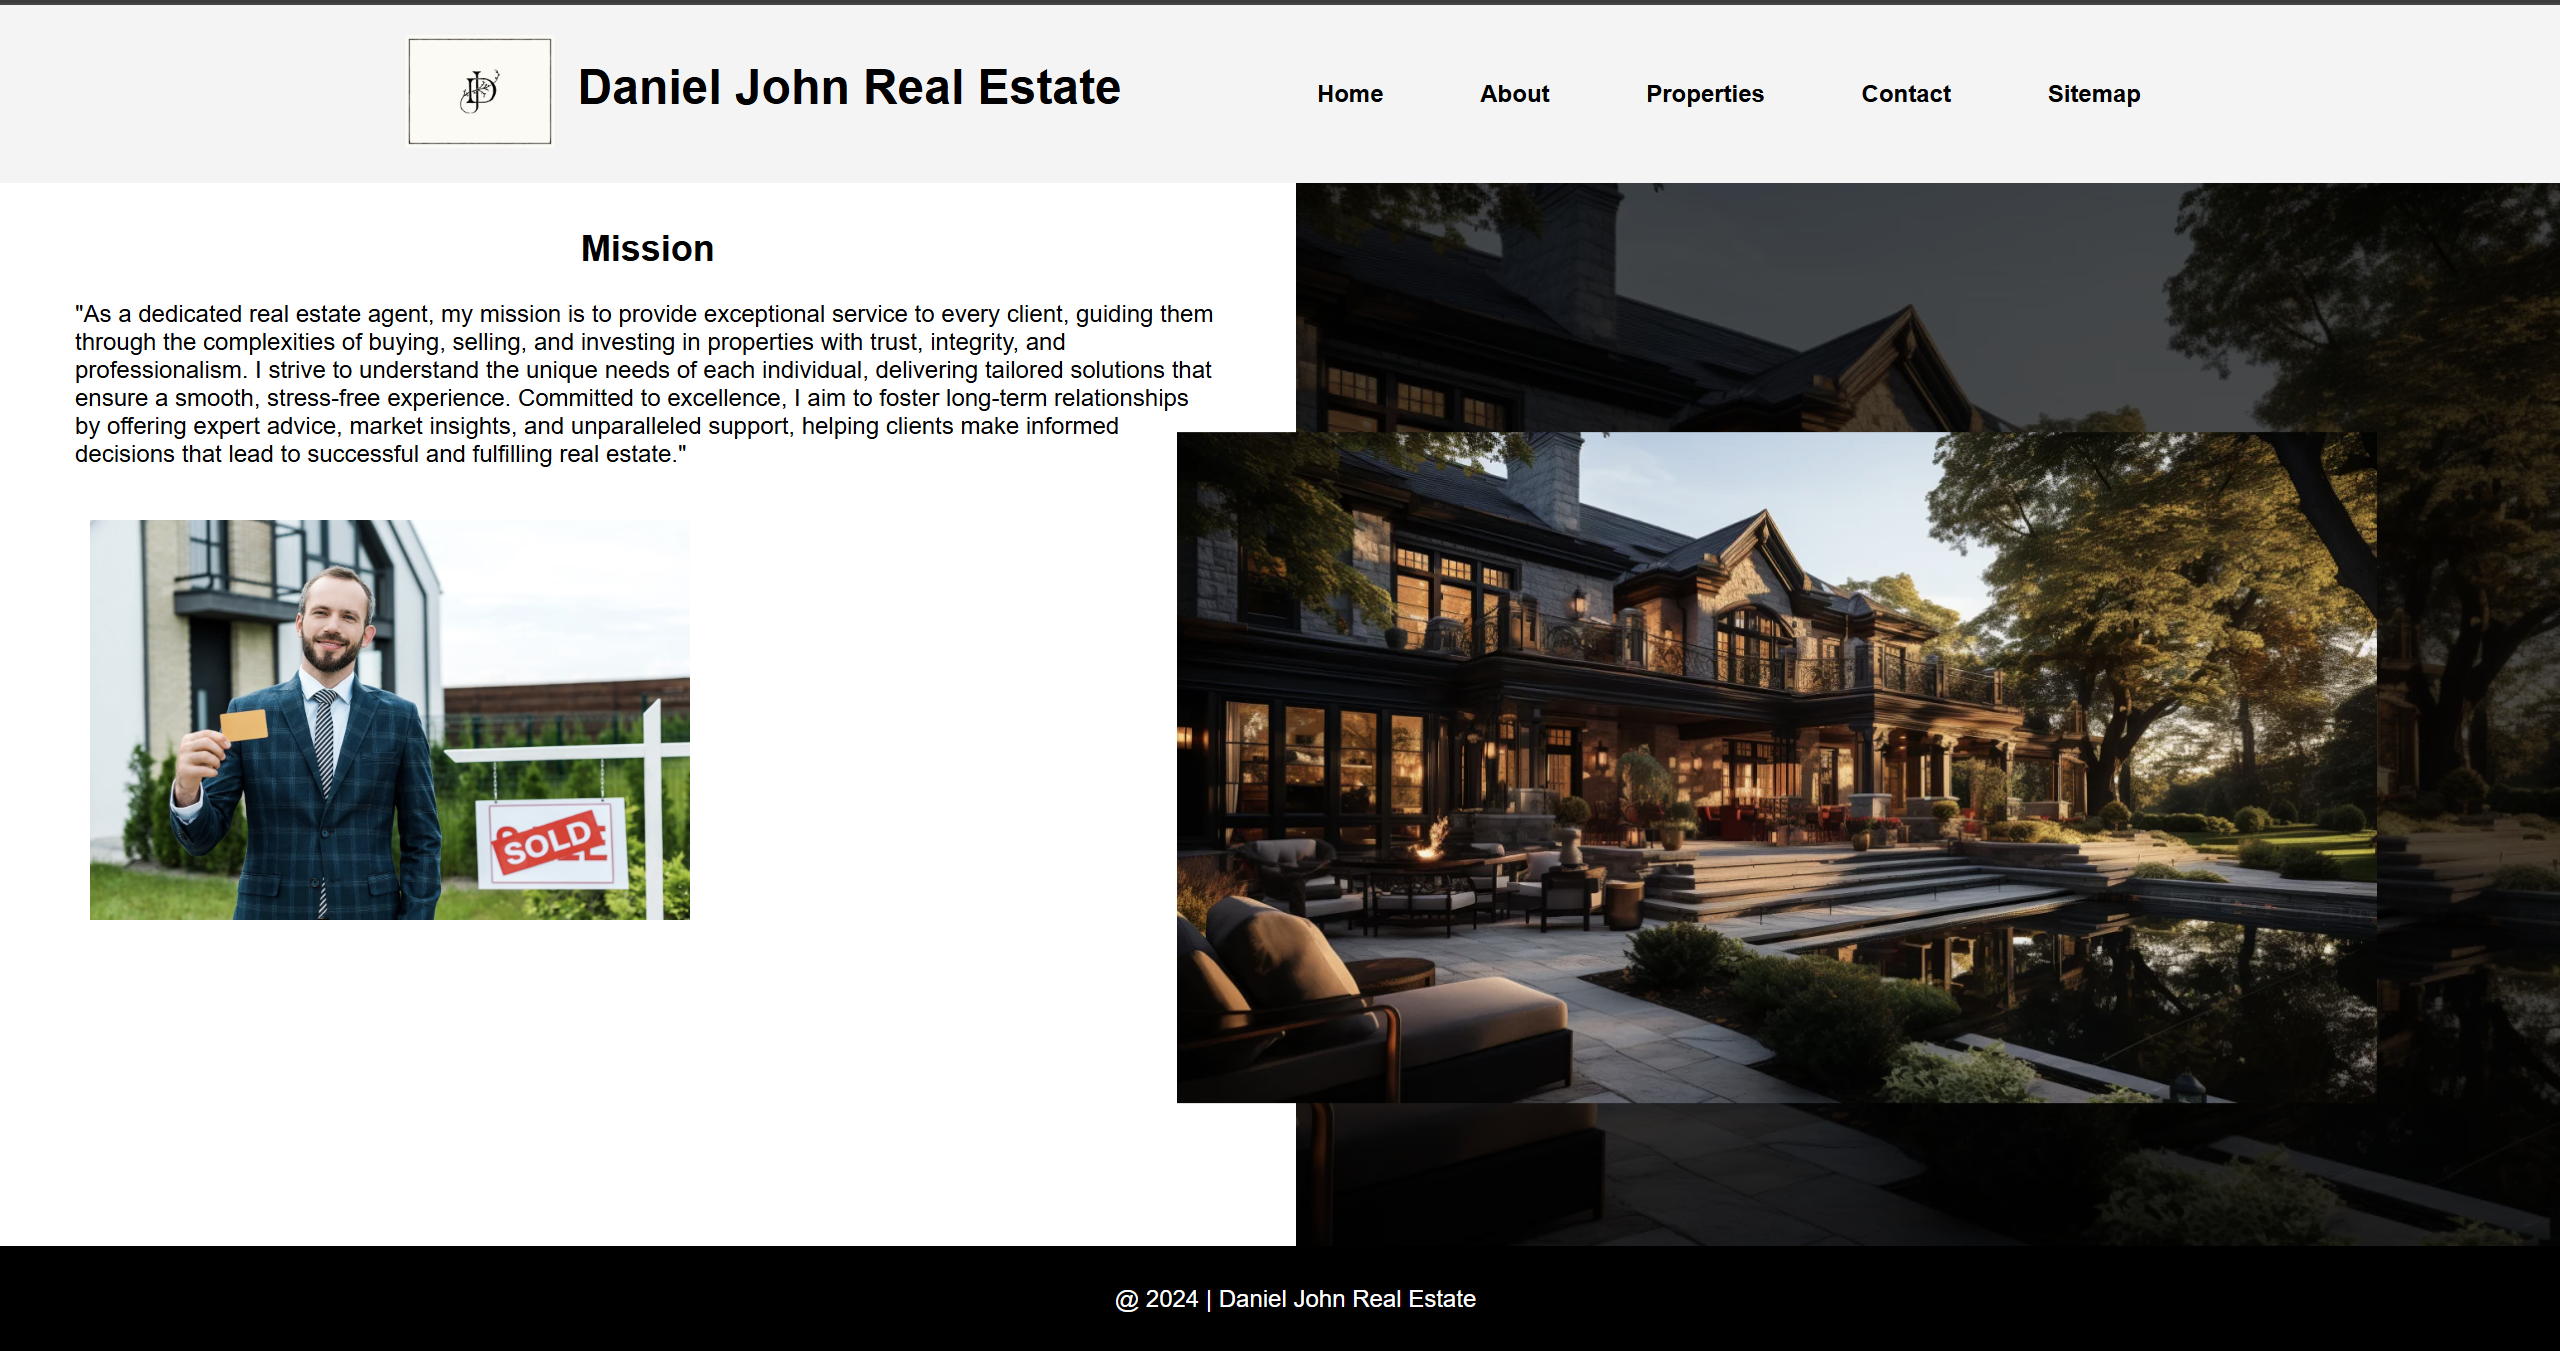 JD
Daniel John Real Estate
Home
About
Properties
Contact
Sitemap
Mission
"As a dedicated real estate agent, my mission is to provide exceptional service to every client, guiding them
through the complexities of buying, selling, and investing in properties with trust, integrity, and
professionalism. I strive to understand the unique needs of each individual, delivering tailored solutions that
ensure a smooth, stress-free experience. Committed to excellence, I aim to foster long-term relationships
by offering expert advice, market insights, and unparalleled support, helping clients make informed
decisions that lead to successful and fulfilling real estate."
SOLD
@ 2024 | Daniel John Real Estate